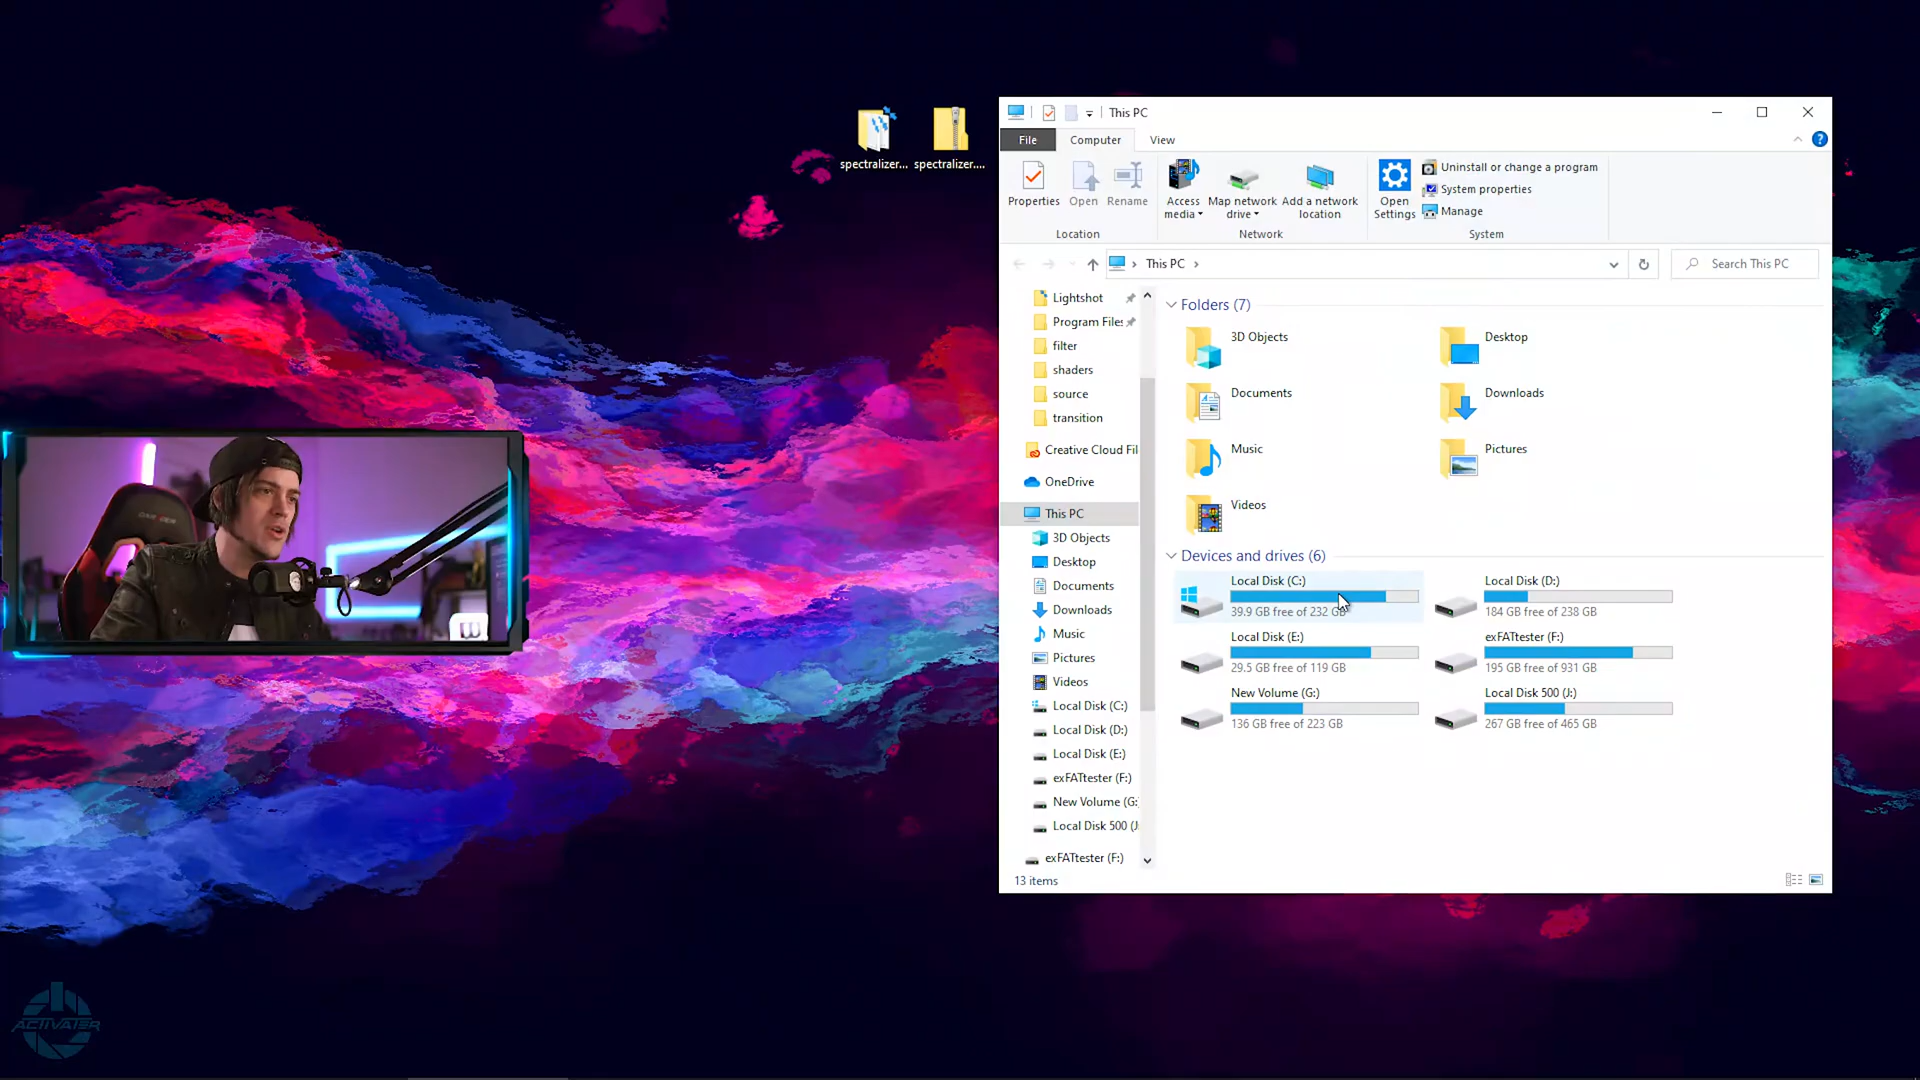 spectralizer...
spectralizer....
This PC
File
Computer
View
Properties
Open
Rename
Access media
Map network drive
Add a network location
Open Settings
Uninstall or change a program
System properties
Manage
Location
Network
System
This PC
Search This PC
Lightshot
Program Files
filter
shaders
source
transition
Creative Cloud Fil
OneDrive
This PC
3D Objects
Desktop
Documents
Downloads
Music
Pictures
Videos
Local Disk (C:)
Local Disk (D:)
Local Disk (E:)
exFATtester (F:)
New Volume (G:
Local Disk 500 (J:
exFATtester (F:)
Folders (7)
3D Objects
Desktop
Documents
Downloads
Music
Pictures
Videos
Devices and drives (6)
Local Disk (C:)
39.9 GB free of 232 GB
Local Disk (D:)
184 GB free of 238 GB
Local Disk (E:)
29.5 GB free of 119 GB
exFATtester (F:)
195 GB free of 931 GB
New Volume (G:)
136 GB free of 223 GB
Local Disk 500 (J:)
267 GB free of 465 GB
13 items
ACTIVATER